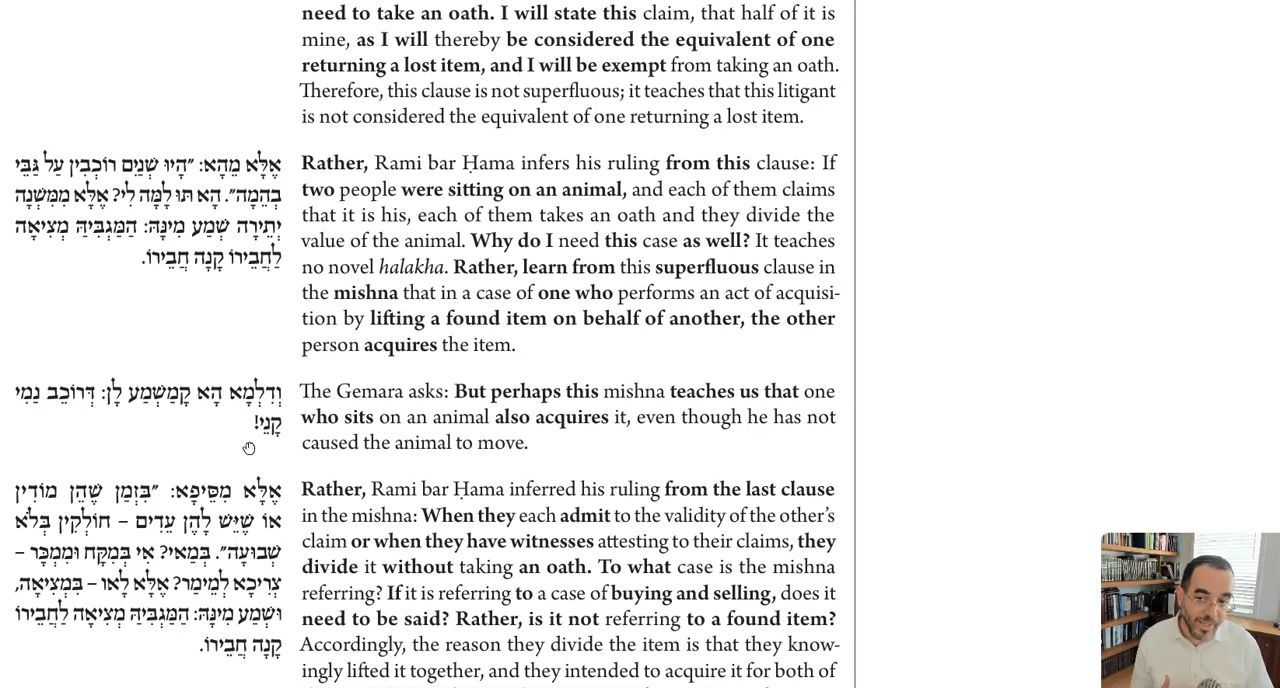 need to take an oath. I will state this claim, that half of it is
mine, as I will thereby be considered the equivalent of one
returning a lost item, and I will be exempt from taking an oath.
Therefore, this clause is not superfluous; it teaches that this litigant
is not considered the equivalent of one returning a lost item.
אֶלָּא מֵהָא: ״הָיוּ שְׁנַיִם רוֹכְבִין עַל גַּבֵּי
בְהֵמָה״. הָא תּוּ לָמָּה לִי? אֶלָּא מִמִּשְׁנָה
יְתֵירָה שְׁמַע מִינַּהּ: הַמַּגְבִּיהַּ מְצִיאָה
לַחֲבֵירוֹ קָנָה חֲבֵירוֹ.
Rather, Rami bar Ḥama infers his ruling from this clause: If
two people were sitting on an animal, and each of them claims
that it is his, each of them takes an oath and they divide the
value of the animal. Why do I need this case as well? It teaches
no novel halakha. Rather, learn from this superfluous clause in
the mishna that in a case of one who performs an act of acquisi-
tion by lifting a found item on behalf of another, the other
person acquires the item.
וְדִלְמָא הָא קָמַשְׁמַע לָן: דְּרוֹכֵב נַמִי
קָנֵי!
The Gemara asks: But perhaps this mishna teaches us that one
who sits on an animal also acquires it, even though he has not
caused the animal to move.
אֶלָּא מִסֵּיפָא: ״בִּזְמַן שֶׁהֵן מוֹדִין
אוֹ שֶׁיֵּשׁ לָהֶן עֵדִים – חוֹלְקִין בְּלֹא
שְׁבוּעָה״. בְּמַאי? אִי בְּמִקָּח וּמִמְכָּר –
צְרִיכָא לְמֵימַר? אֶלָּא לָאו – בִּמְצִיאָה,
וּשְׁמַע מִינַּהּ: הַמַּגְבִּיהַּ מְצִיאָה לַחֲבֵירוֹ
קָנָה חֲבֵירוֹ.
Rather, Rami bar Ḥama inferred his ruling from the last clause
in the mishna: When they each admit to the validity of the other’s
claim or when they have witnesses attesting to their claims, they
divide it without taking an oath. To what case is the mishna
referring? If it is referring to a case of buying and selling, does it
need to be said? Rather, is it not referring to a found item?
Accordingly, the reason they divide the item is that they know-
ingly lifted it together, and they intended to acquire it for both of